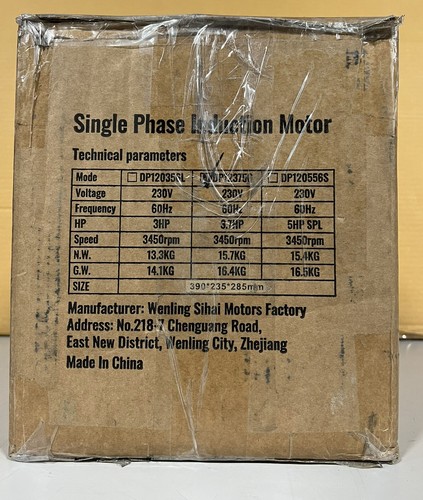 Single Phase Induction Motor
Technical parameters
Mode DP120356L DP12375 DP120556S
Voltage 230V 230V 230V
Frequency 60Hz 60Hz 60Hz
HP 3HP 3.7HP 5HP SPL
Speed 3450rpm 3450rpm 3450rpm
N.W. 13.3KG 15.7KG 15.4KG
G.W. 14.1KG 16.4KG 16.5KG
SIZE 390*235*285mm
Manufacturer: Wenling Sihai Motors Factory
Address: No.218-7 Chenguang Road,
East New District, Wenling City, Zhejiang
Made In China